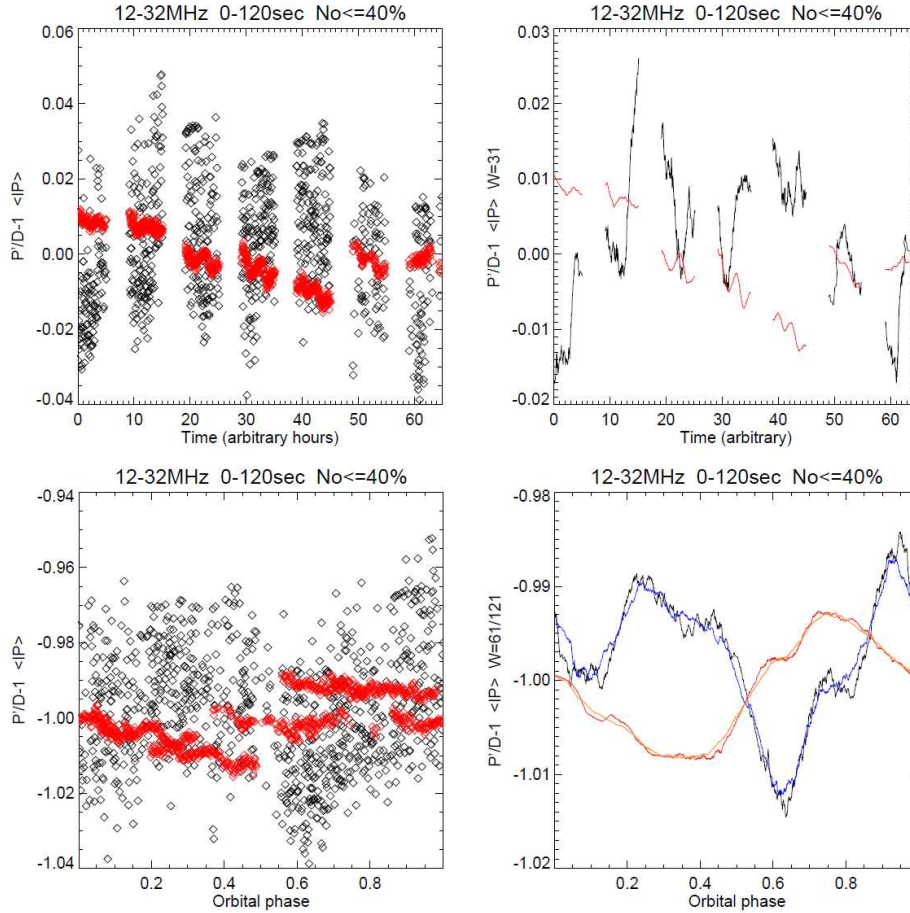 12-32MHz 0-120sec No<=40%
P'/D-1 <IP>
0.06
0.04
0.02
0.00
-0.02
-0.04
0 10 20 30 40 50 60
Time (arbitrary hours)
12-32MHz 0-120sec No<=40%
P'/D-1 <IP> W=31
0.03
0.02
0.01
0.00
-0.01
-0.02
0 10 20 30 40 50 60
Time (arbitrary)
12-32MHz 0-120sec No<=40%
P'/D-1 <IP>
-0.94
-0.96
-0.98
-1.00
-1.02
-1.04
0.2 0.4 0.6 0.8
Orbital phase
12-32MHz 0-120sec No<=40%
P'/D-1 <IP> W=61/121
-0.98
-0.99
-1.00
-1.01
-1.02
0.2 0.4 0.6 0.8
Orbital phase